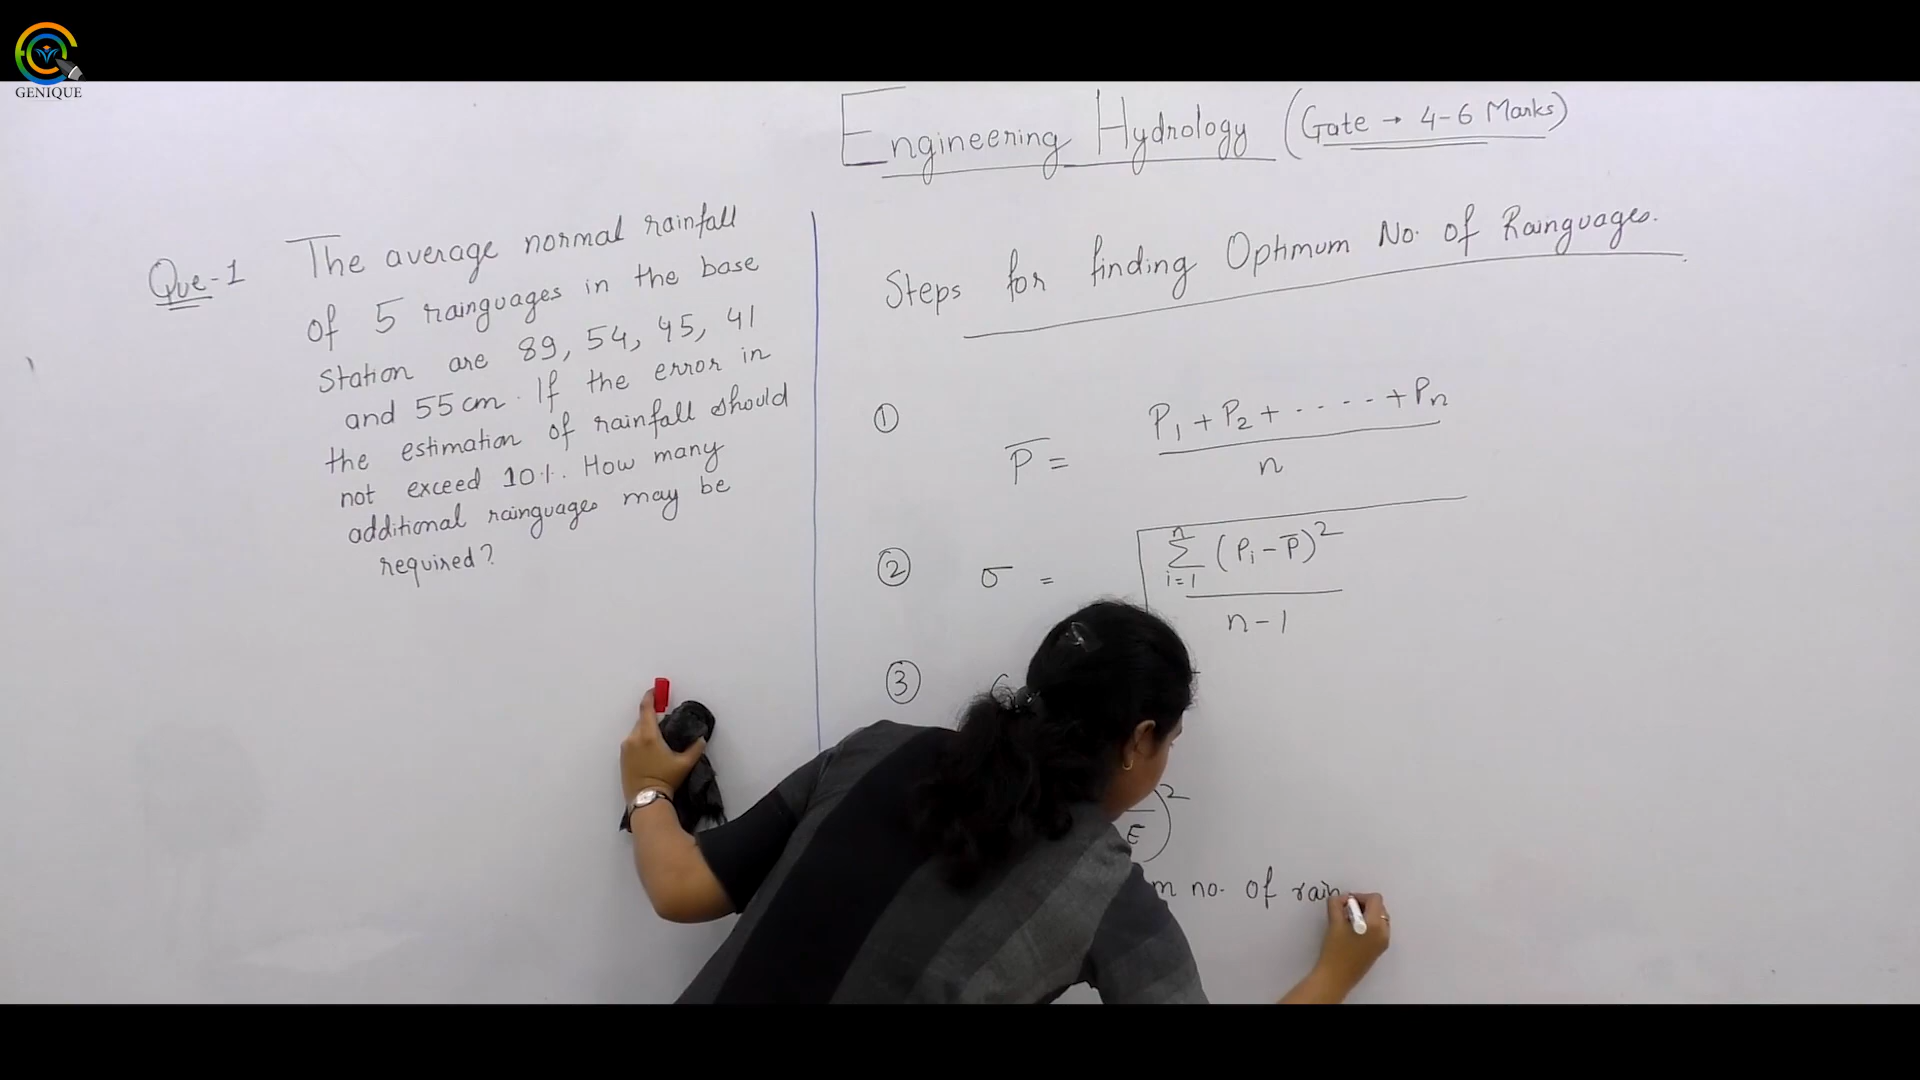 GENIQUE
Engineering Hydrology (Gate → 4-6 Marks)
Que-1 The average normal rainfall
of 5 rainguages in the base
Station are 89, 54, 45, 41
and 55 cm. If the error in
the estimation of rainfall should
not exceed 10%. How many
additional rainguages may be
required?
Steps for finding Optimum No. of Rainguages.
①
P̅ = P₁ + P₂ + ----- + Pn
n
② σ = √ n Σ i=1 (Pi - P̅)²
n-1
③
E )²
m no. of rain